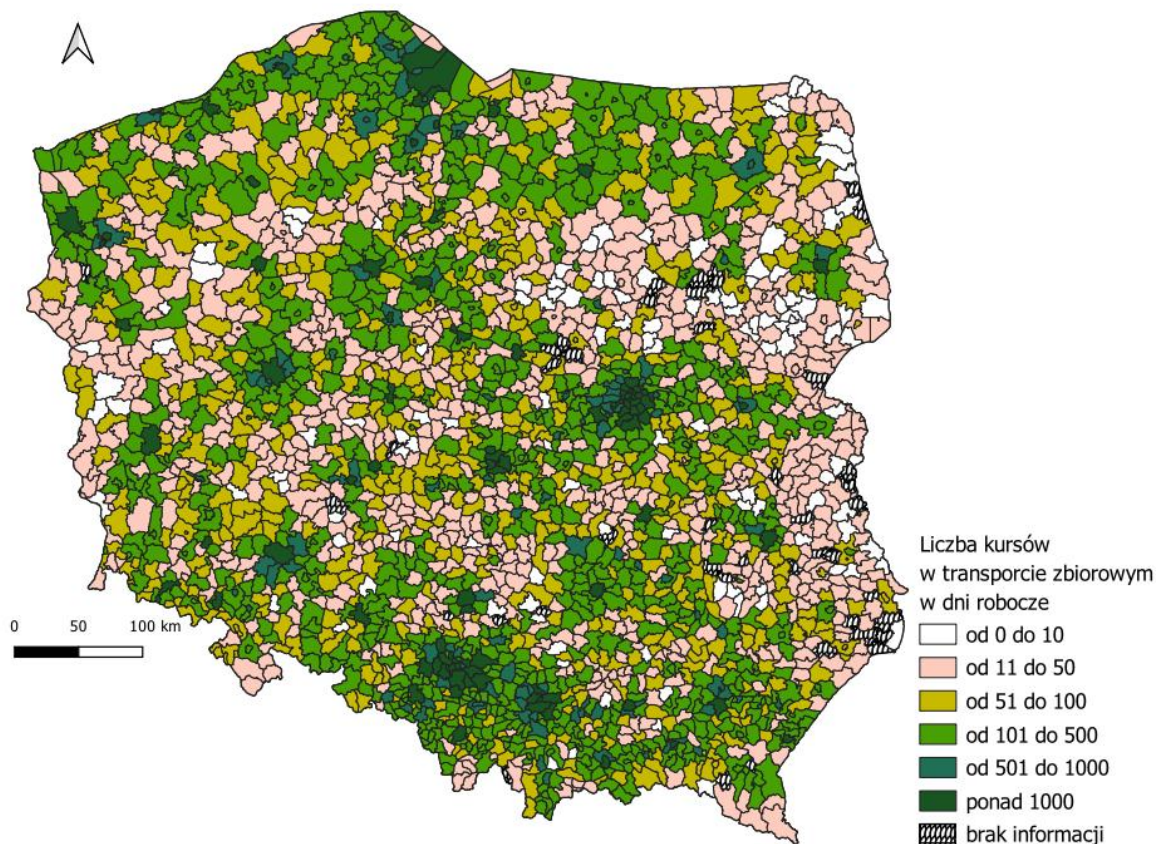 0 50 100 km
Liczba kursów
w transporcie zbiorowym
w dni robocze
od 0 do 10
od 11 do 50
od 51 do 100
od 101 do 500
od 501 do 1000
ponad 1000
brak informacji